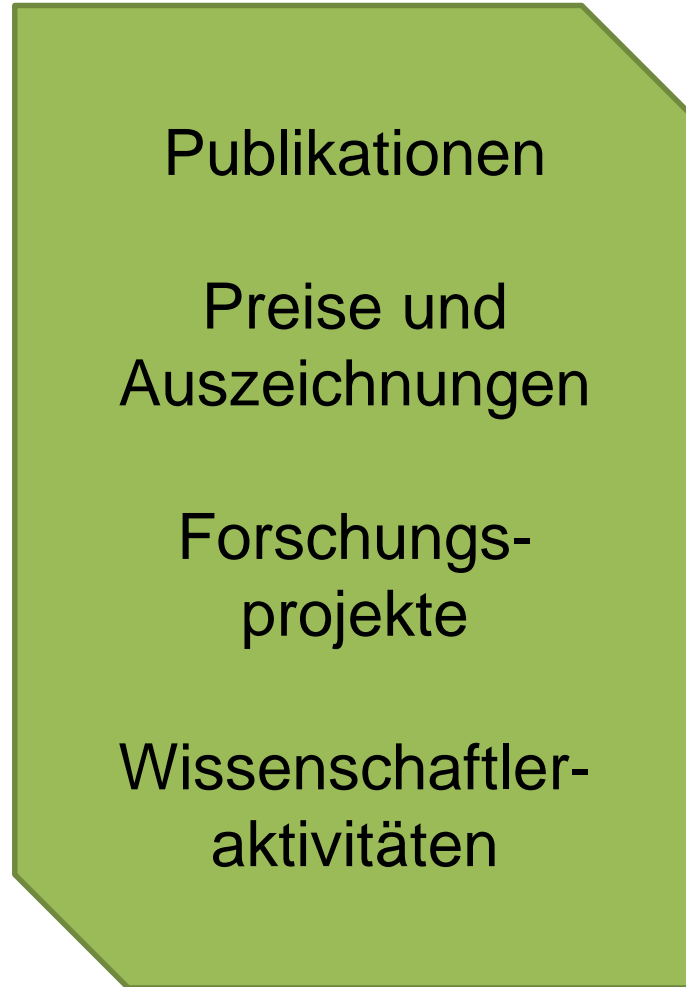 Publikationen
Preise und
Auszeichnungen
Forschungs-
projekte
Wissenschaftler-
aktivitäten